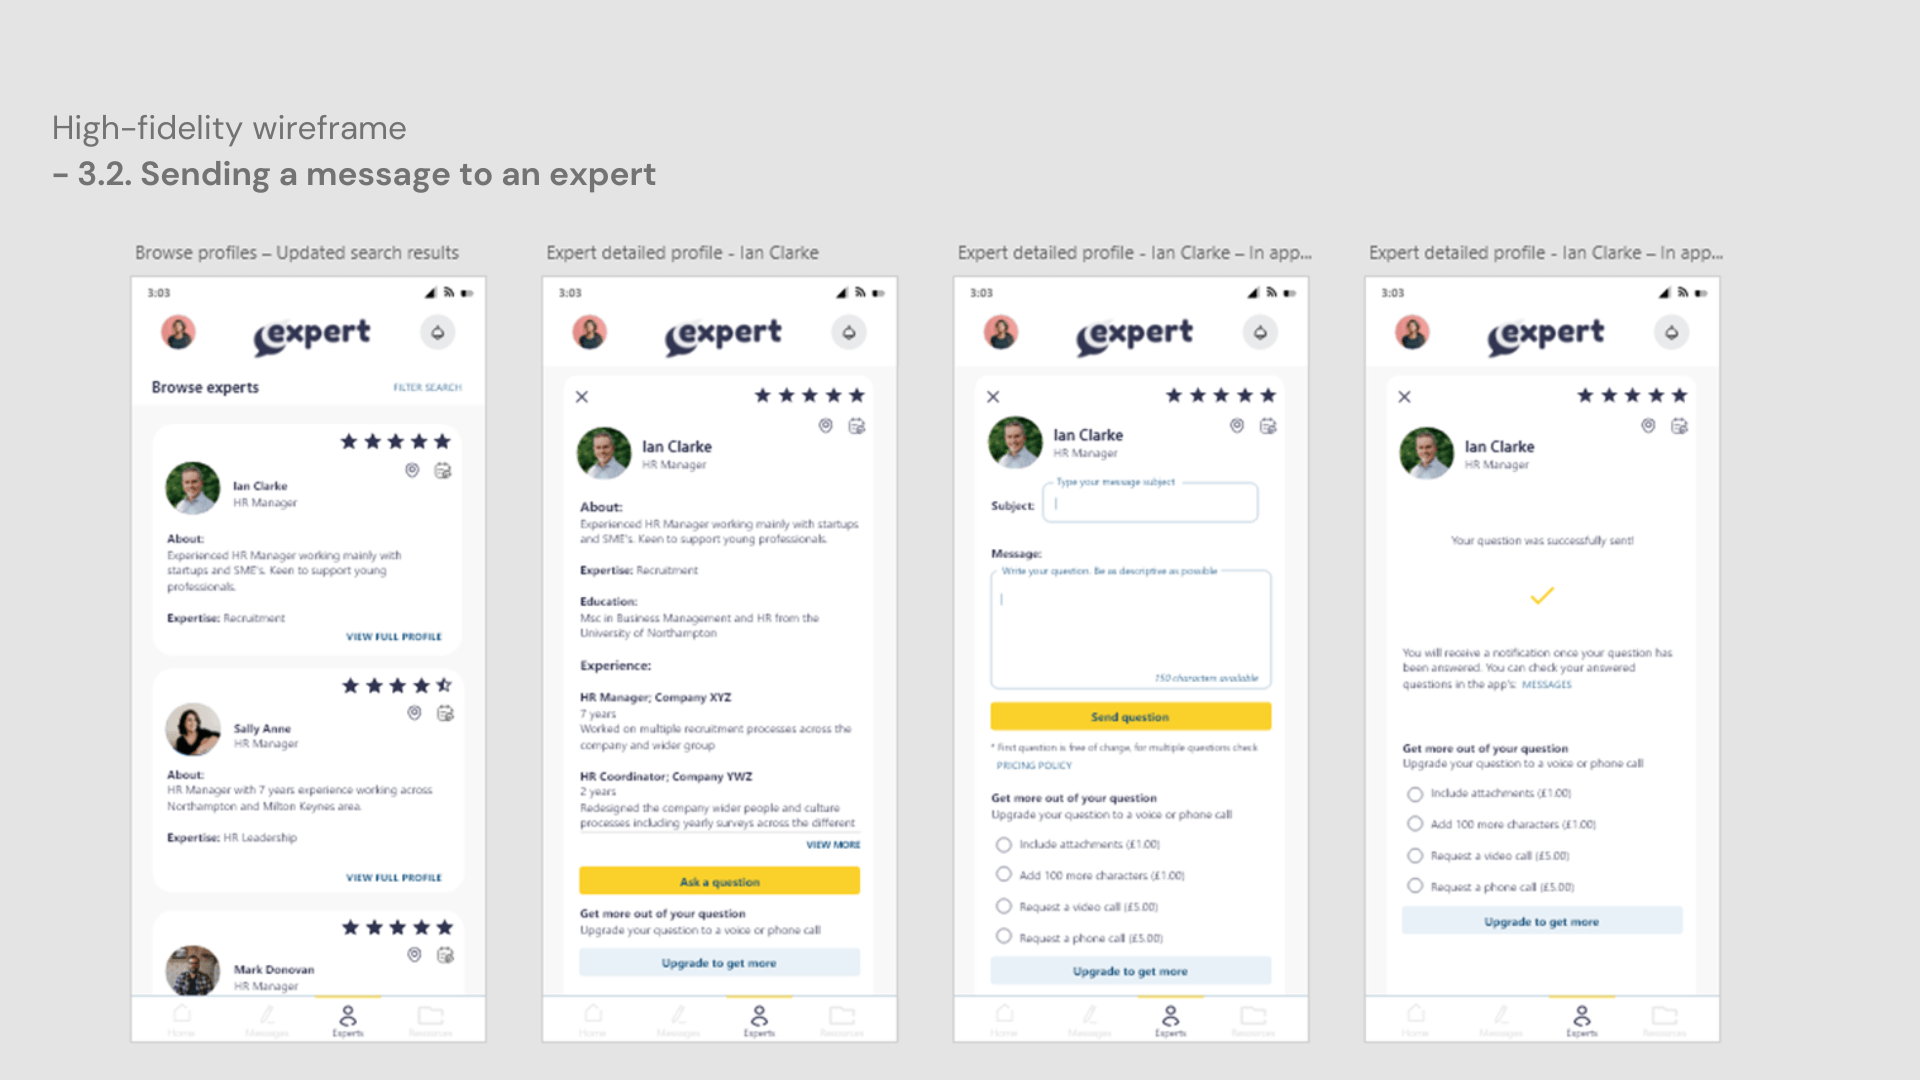 High-fidelity wireframe
- 3.2. Sending a message to an expert
Browse profiles – Updated search results
3:03
expert
Browse experts
FILTER SEARCH
Ian Clarke
HR Manager
About:
Experienced HR Manager working mainly with
startups and SME's. Keen to support young
professionals.
Expertise: Recruitment
VIEW FULL PROFILE
Sally Anne
HR Manager
About:
HR Manager with 7 years experience working across
Northampton and Milton Keynes area.
Expertise: HR Leadership
VIEW FULL PROFILE
Mark Donovan
HR Manager
Home
Messages
Experts
Resources
Expert detailed profile - Ian Clarke
3:03
expert
Ian Clarke
HR Manager
About:
Experienced HR Manager working mainly with startups
and SME's. Keen to support young professionals.
Expertise: Recruitment
Education:
Msc in Business Management and HR from the
University of Northampton
Experience:
HR Manager; Company XYZ
7 years
Worked on multiple recruitment processes across the
company and wider group
HR Coordinator; Company YWZ
2 years
Redesigned the company wider people and culture
processes including yearly surveys across the different
VIEW MORE
Ask a question
Get more out of your question
Upgrade your question to a voice or phone call
Upgrade to get more
Home
Messages
Experts
Resources
Expert detailed profile - Ian Clarke – In app...
3:03
expert
Ian Clarke
HR Manager
Type your message subject
Subject:
Message:
Write your question. Be as descriptive as possible
150 characters available
Send question
* First question is free of charge, for multiple questions check
PRICING POLICY
Get more out of your question
Upgrade your question to a voice or phone call
Include attachments (£1.00)
Add 100 more characters (£1.00)
Request a video call (£5.00)
Request a phone call (£5.00)
Upgrade to get more
Home
Messages
Experts
Resources
Expert detailed profile - Ian Clarke – In app...
3:03
expert
Ian Clarke
HR Manager
Your question was successfully sent!
You will receive a notification once your question has
been answered. You can check your answered
questions in the app's: MESSAGES
Get more out of your question
Upgrade your question to a voice or phone call
Include attachments (£1.00)
Add 100 more characters (£1.00)
Request a video call (£5.00)
Request a phone call (£5.00)
Upgrade to get more
Home
Messages
Experts
Resources